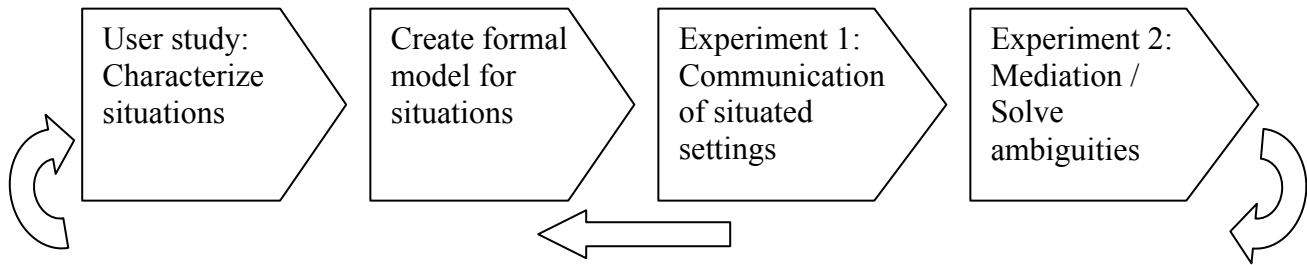 User study:
Characterize
situations
Create formal
model for
situations
Experiment 1:
Communication
of situated
settings
Experiment 2:
Mediation /
Solve
ambiguities